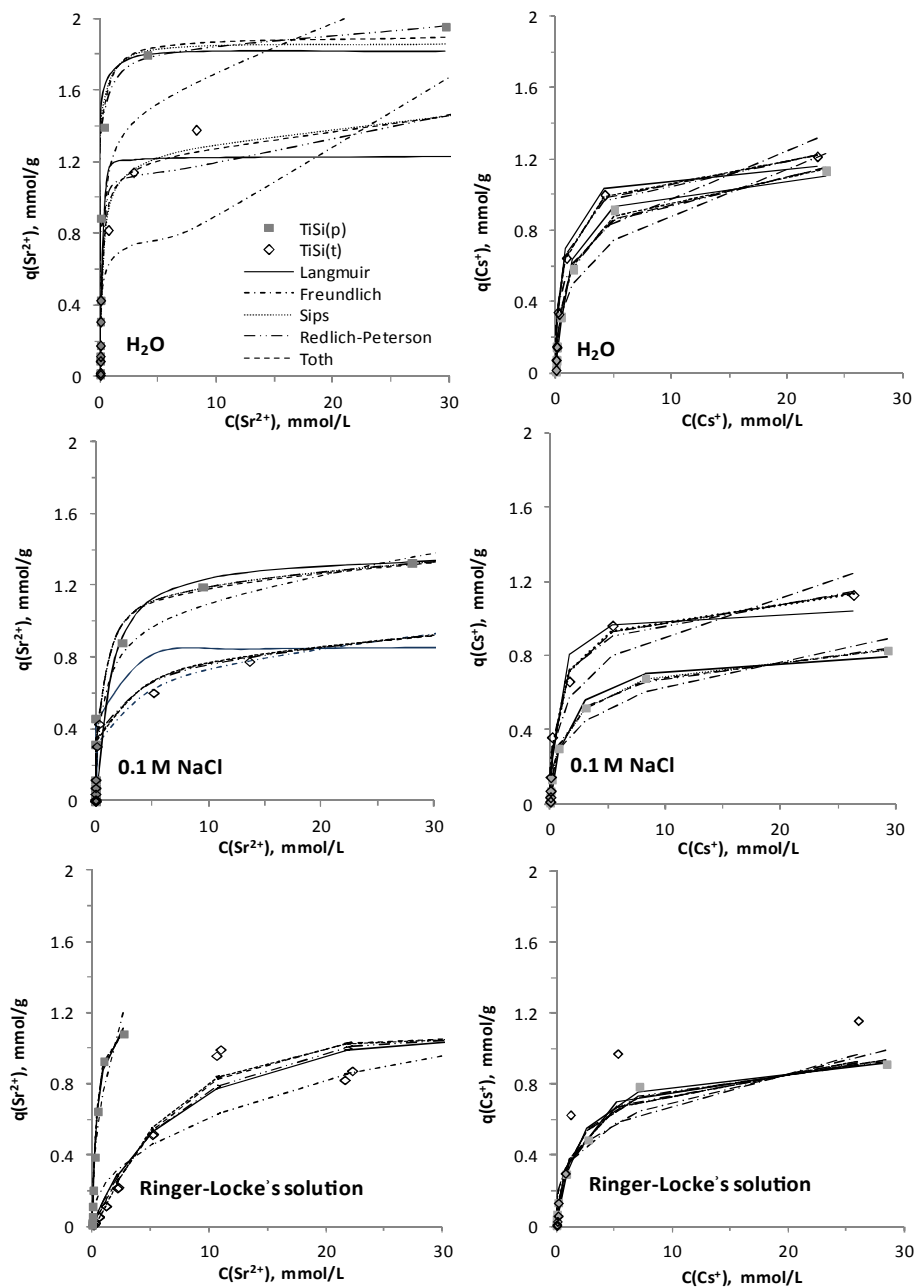 2
1.6
1.2
0.8
0.4
0
q(Sr²⁺), mmol/g
TiSi(p)
TiSi(t)
Langmuir
Freundlich
Sips
Redlich-Peterson
Toth
H₂O
0 10 20 30
C(Sr²⁺), mmol/L
2
1.6
1.2
0.8
0.4
0
q(Cs⁺), mmol/g
H₂O
0 10 20 30
C(Cs⁺), mmol/L
2
1.6
1.2
0.8
0.4
0
q(Sr²⁺), mmol/g
0.1 M NaCl
0 10 20 30
C(Sr²⁺), mmol/L
2
1.6
1.2
0.8
0.4
0
q(Cs⁺), mmol/g
0.1 M NaCl
0 10 20 30
C(Cs⁺), mmol/L
2
1.6
1.2
0.8
0.4
0
q(Sr²⁺), mmol/g
Ringer-Locke's solution
0 10 20 30
C(Sr²⁺), mmol/L
2
1.6
1.2
0.8
0.4
0
q(Cs⁺), mmol/g
Ringer-Locke's solution
0 10 20 30
C(Cs⁺), mmol/L